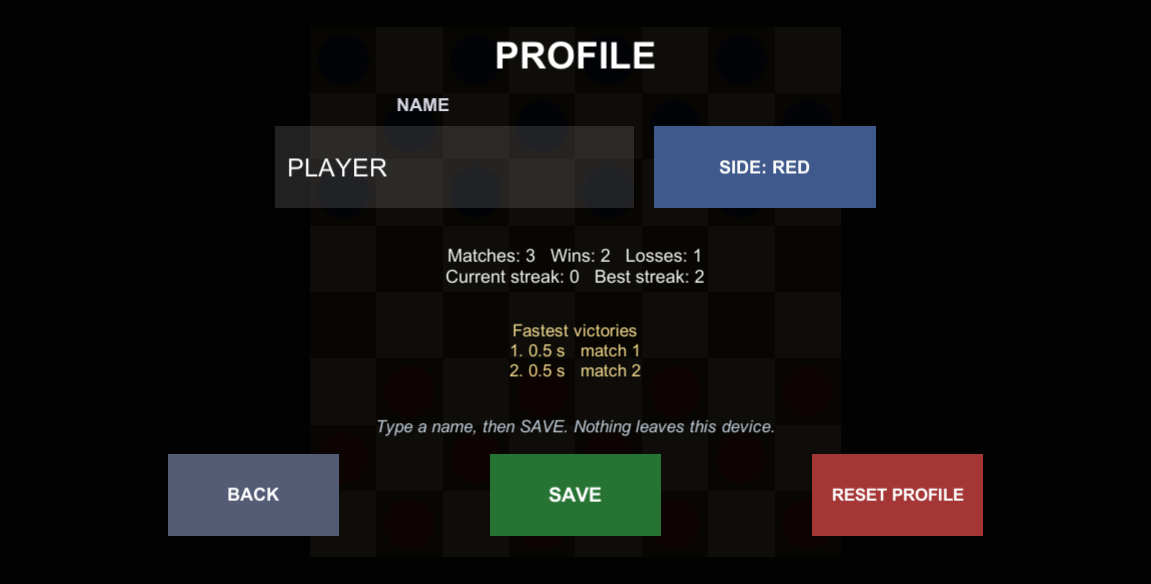 PROFILE
NAME
PLAYER
SIDE: RED
Matches: 3 Wins: 2 Losses: 1
Current streak: 0 Best streak: 2
Fastest victories
1. 0.5 s match 1
2. 0.5 s match 2
Type a name, then SAVE. Nothing leaves this device.
BACK
SAVE
RESET PROFILE